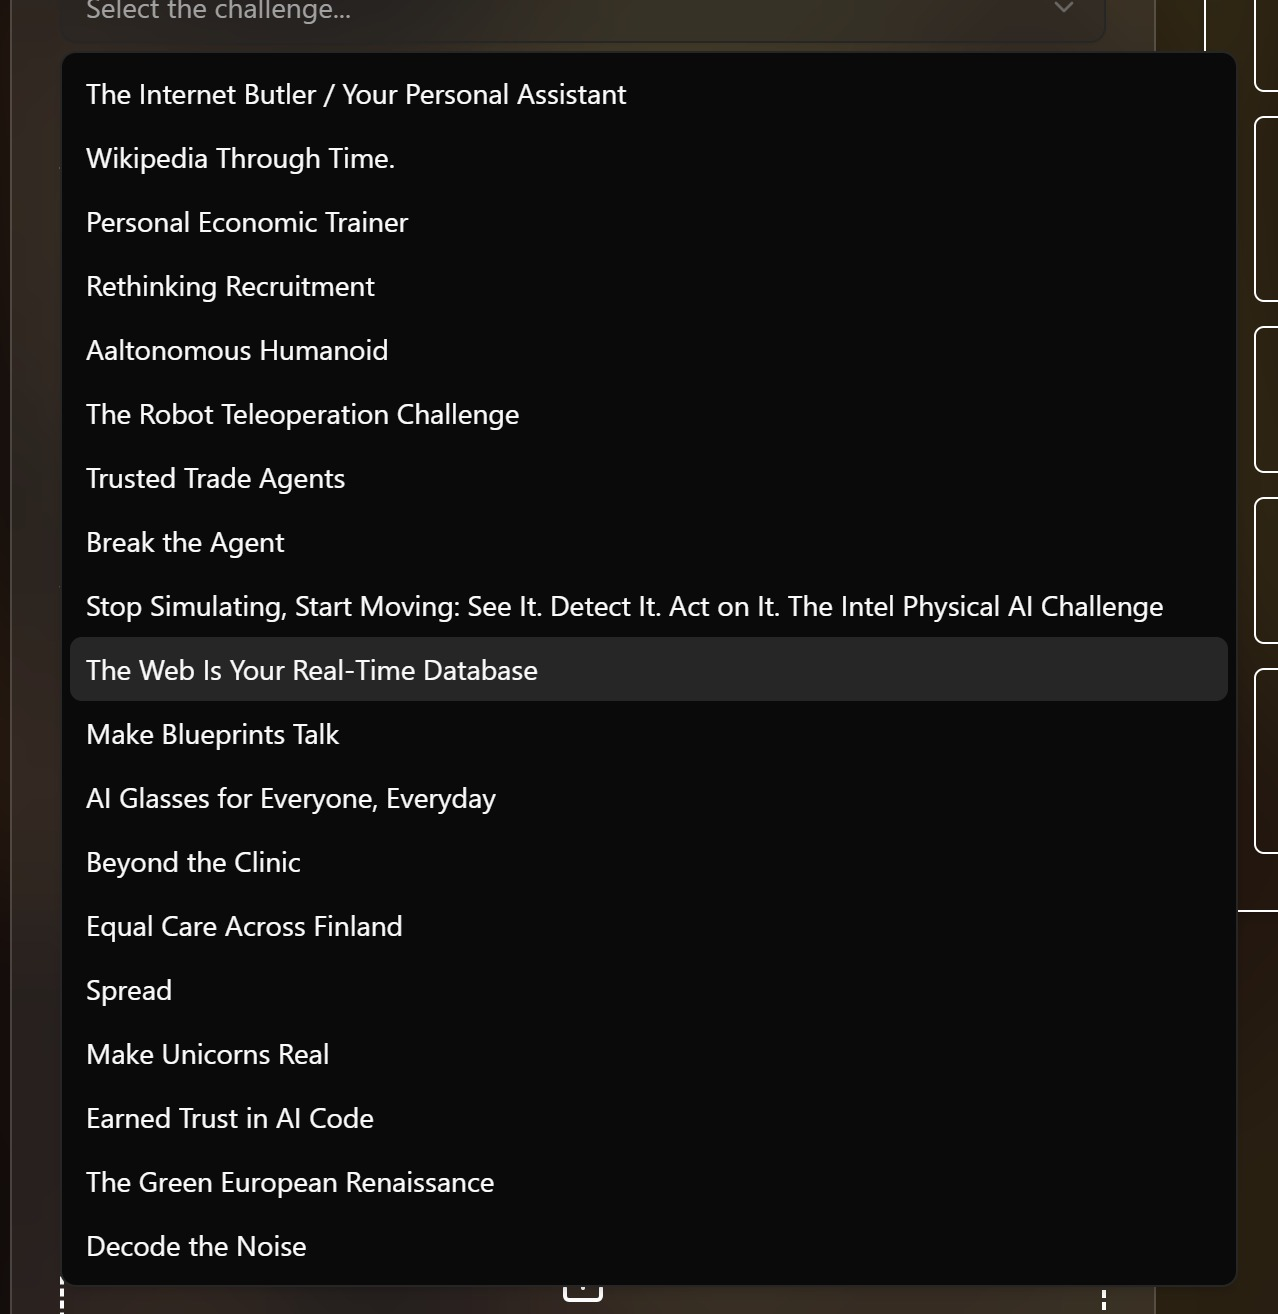 Select the challenge...
The Internet Butler / Your Personal Assistant
Wikipedia Through Time.
Personal Economic Trainer
Rethinking Recruitment
Aaltonomous Humanoid
The Robot Teleoperation Challenge
Trusted Trade Agents
Break the Agent
Stop Simulating, Start Moving: See It. Detect It. Act on It. The Intel Physical AI Challenge
The Web Is Your Real-Time Database
Make Blueprints Talk
AI Glasses for Everyone, Everyday
Beyond the Clinic
Equal Care Across Finland
Spread
Make Unicorns Real
Earned Trust in AI Code
The Green European Renaissance
Decode the Noise